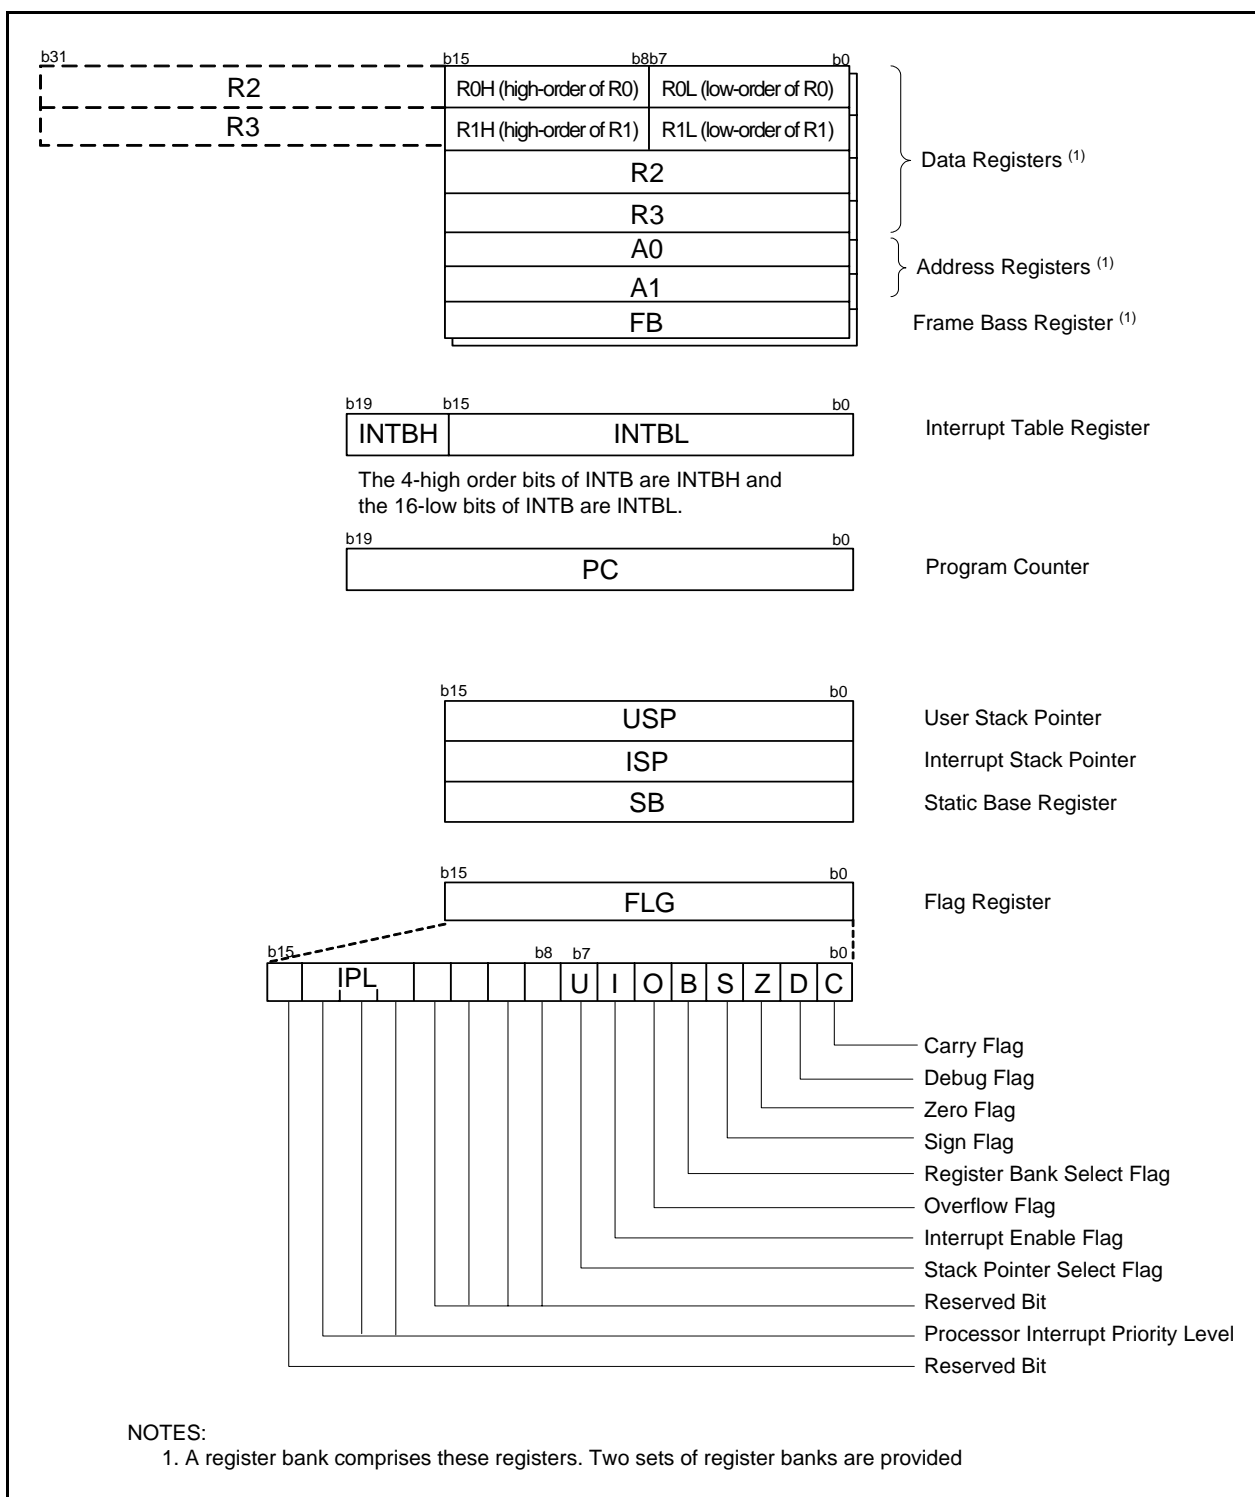 b31 b15 b8b7 b0
R2 R0H (high-order of R0) R0L (low-order of R0)
R3 R1H (high-order of R1) R1L (low-order of R1)
Data Registers (1)
R2
R3
A0
Address Registers (1)
A1
FB Frame Bass Register (1)
b19 b15 b0
INTBH INTBL Interrupt Table Register
The 4-high order bits of INTB are INTBH and
the 16-low bits of INTB are INTBL.
b19 b0
PC Program Counter
b15 b0
USP User Stack Pointer
ISP Interrupt Stack Pointer
SB Static Base Register
b15 b0
FLG Flag Register
b15 b8 b7 b0
IPL U I O B S Z D C
Carry Flag
Debug Flag
Zero Flag
Sign Flag
Register Bank Select Flag
Overflow Flag
Interrupt Enable Flag
Stack Pointer Select Flag
Reserved Bit
Processor Interrupt Priority Level
Reserved Bit
NOTES:
1. A register bank comprises these registers. Two sets of register banks are provided